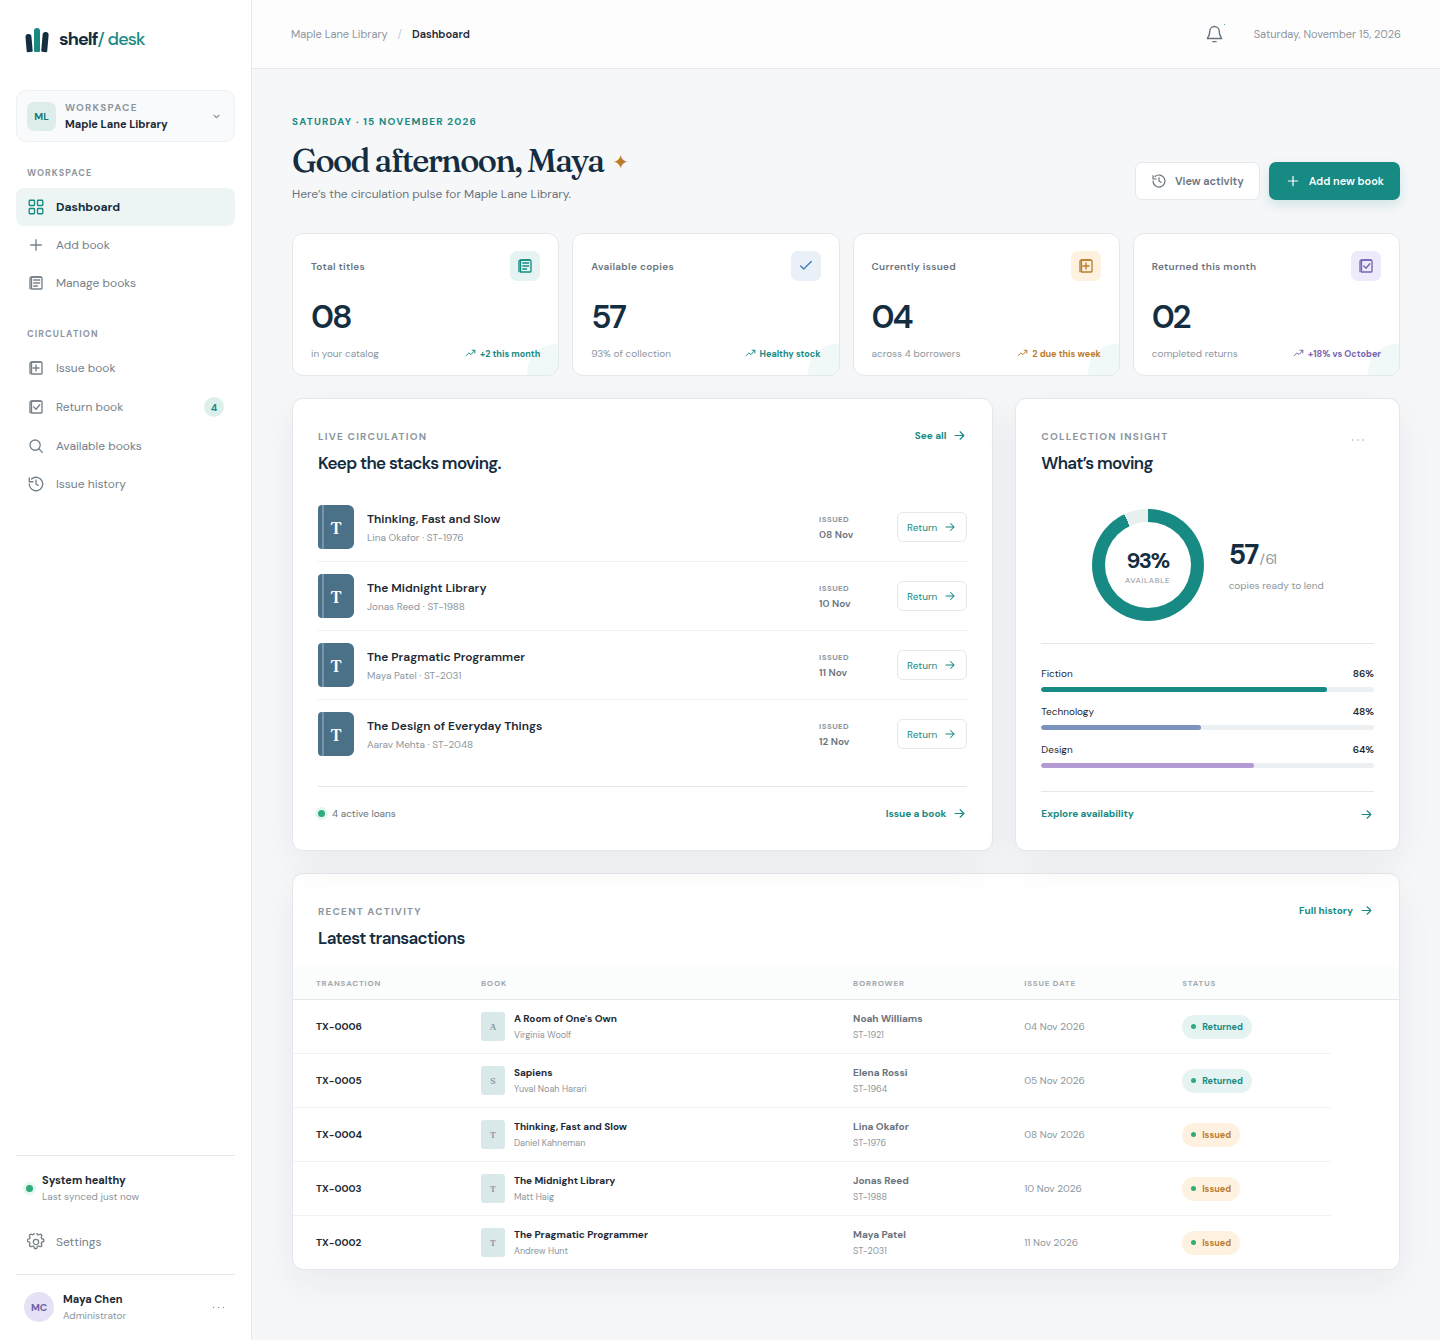 shelf/ desk
ML
WORKSPACE
Maple Lane Library
WORKSPACE
Dashboard
Add book
Manage books
CIRCULATION
Issue book
Return book 4
Available books
Issue history
System healthy
Last synced just now
Settings
MC
Maya Chen
Administrator
...
Maple Lane Library / Dashboard
Saturday, November 15, 2026
SATURDAY · 15 NOVEMBER 2026
Good afternoon, Maya
Here's the circulation pulse for Maple Lane Library.
View activity
Add new book
Total titles
08
in your catalog
+2 this month
Available copies
57
93% of collection
Healthy stock
Currently issued
04
across 4 borrowers
2 due this week
Returned this month
02
completed returns
+18% vs October
LIVE CIRCULATION
See all
Keep the stacks moving.
T
Thinking, Fast and Slow
Lina Okafor · ST-1976
ISSUED
08 Nov
Return
T
The Midnight Library
Jonas Reed · ST-1988
ISSUED
10 Nov
Return
T
The Pragmatic Programmer
Maya Patel · ST-2031
ISSUED
11 Nov
Return
T
The Design of Everyday Things
Aarav Mehta · ST-2048
ISSUED
12 Nov
Return
4 active loans
Issue a book
COLLECTION INSIGHT
...
What's moving
93%
AVAILABLE
57/61
copies ready to lend
Fiction 86%
Technology 48%
Design 64%
Explore availability
RECENT ACTIVITY
Full history
Latest transactions
TRANSACTION BOOK BORROWER ISSUE DATE STATUS
TX-0006
A
A Room of One's Own
Virginia Woolf
Noah Williams
ST-1921
04 Nov 2026
Returned
TX-0005
S
Sapiens
Yuval Noah Harari
Elena Rossi
ST-1964
05 Nov 2026
Returned
TX-0004
T
Thinking, Fast and Slow
Daniel Kahneman
Lina Okafor
ST-1976
08 Nov 2026
Issued
TX-0003
T
The Midnight Library
Matt Haig
Jonas Reed
ST-1988
10 Nov 2026
Issued
TX-0002
T
The Pragmatic Programmer
Andrew Hunt
Maya Patel
ST-2031
11 Nov 2026
Issued